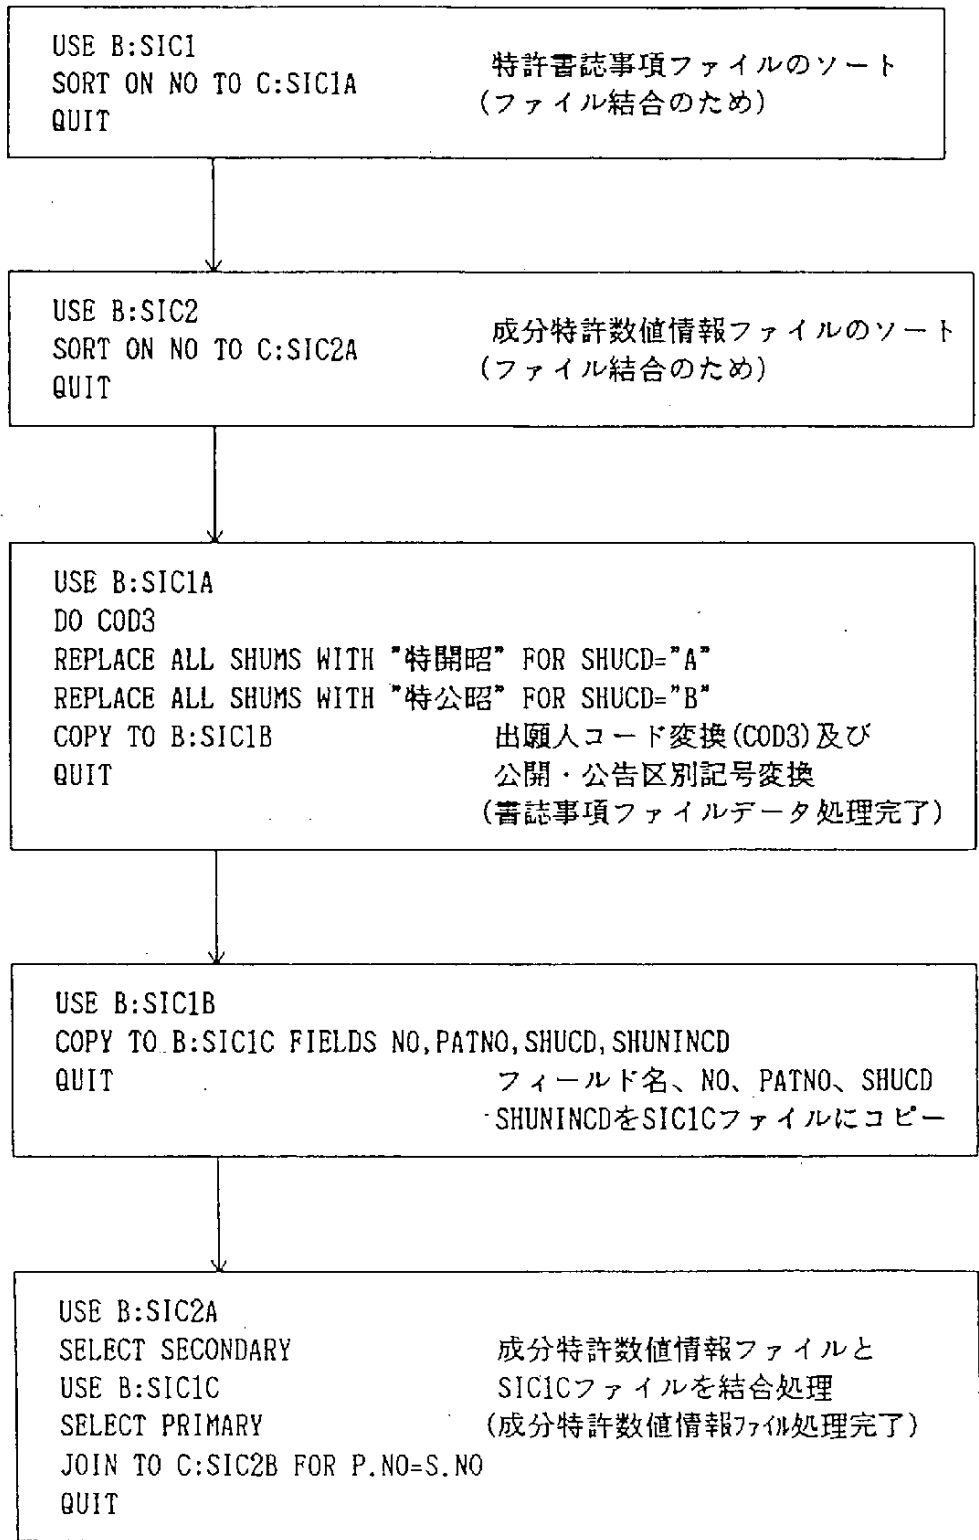 USE B:SIC1
SORT ON NO TO C:SIC1A
QUIT
特許書誌事項ファイルのソート
(ファイル結合のため)
USE B:SIC2
SORT ON NO TO C:SIC2A
QUIT
成分特許数値情報ファイルのソート
(ファイル結合のため)
USE B:SIC1A
DO COD3
REPLACE ALL SHUMS WITH "特開昭" FOR SHUCD="A"
REPLACE ALL SHUMS WITH "特公昭" FOR SHUCD="B"
COPY TO B:SIC1B
QUIT
出願人コード変換(COD3)及び
公開・公告区別記号変換
(書誌事項ファイルデータ処理完了)
USE B:SIC1B
COPY TO B:SIC1C FIELDS NO,PATNO,SHUCD,SHUNINCD
QUIT
フィールド名、NO、PATNO、SHUCD
SHUNINCDをSIC1Cファイルにコピー
USE B:SIC2A
SELECT SECONDARY
USE B:SIC1C
SELECT PRIMARY
JOIN TO C:SIC2B FOR P.NO=S.NO
QUIT
成分特許数値情報ファイルと
SIC1Cファイルを結合処理
(成分特許数値情報ﾌｧｲﾙ処理完了)